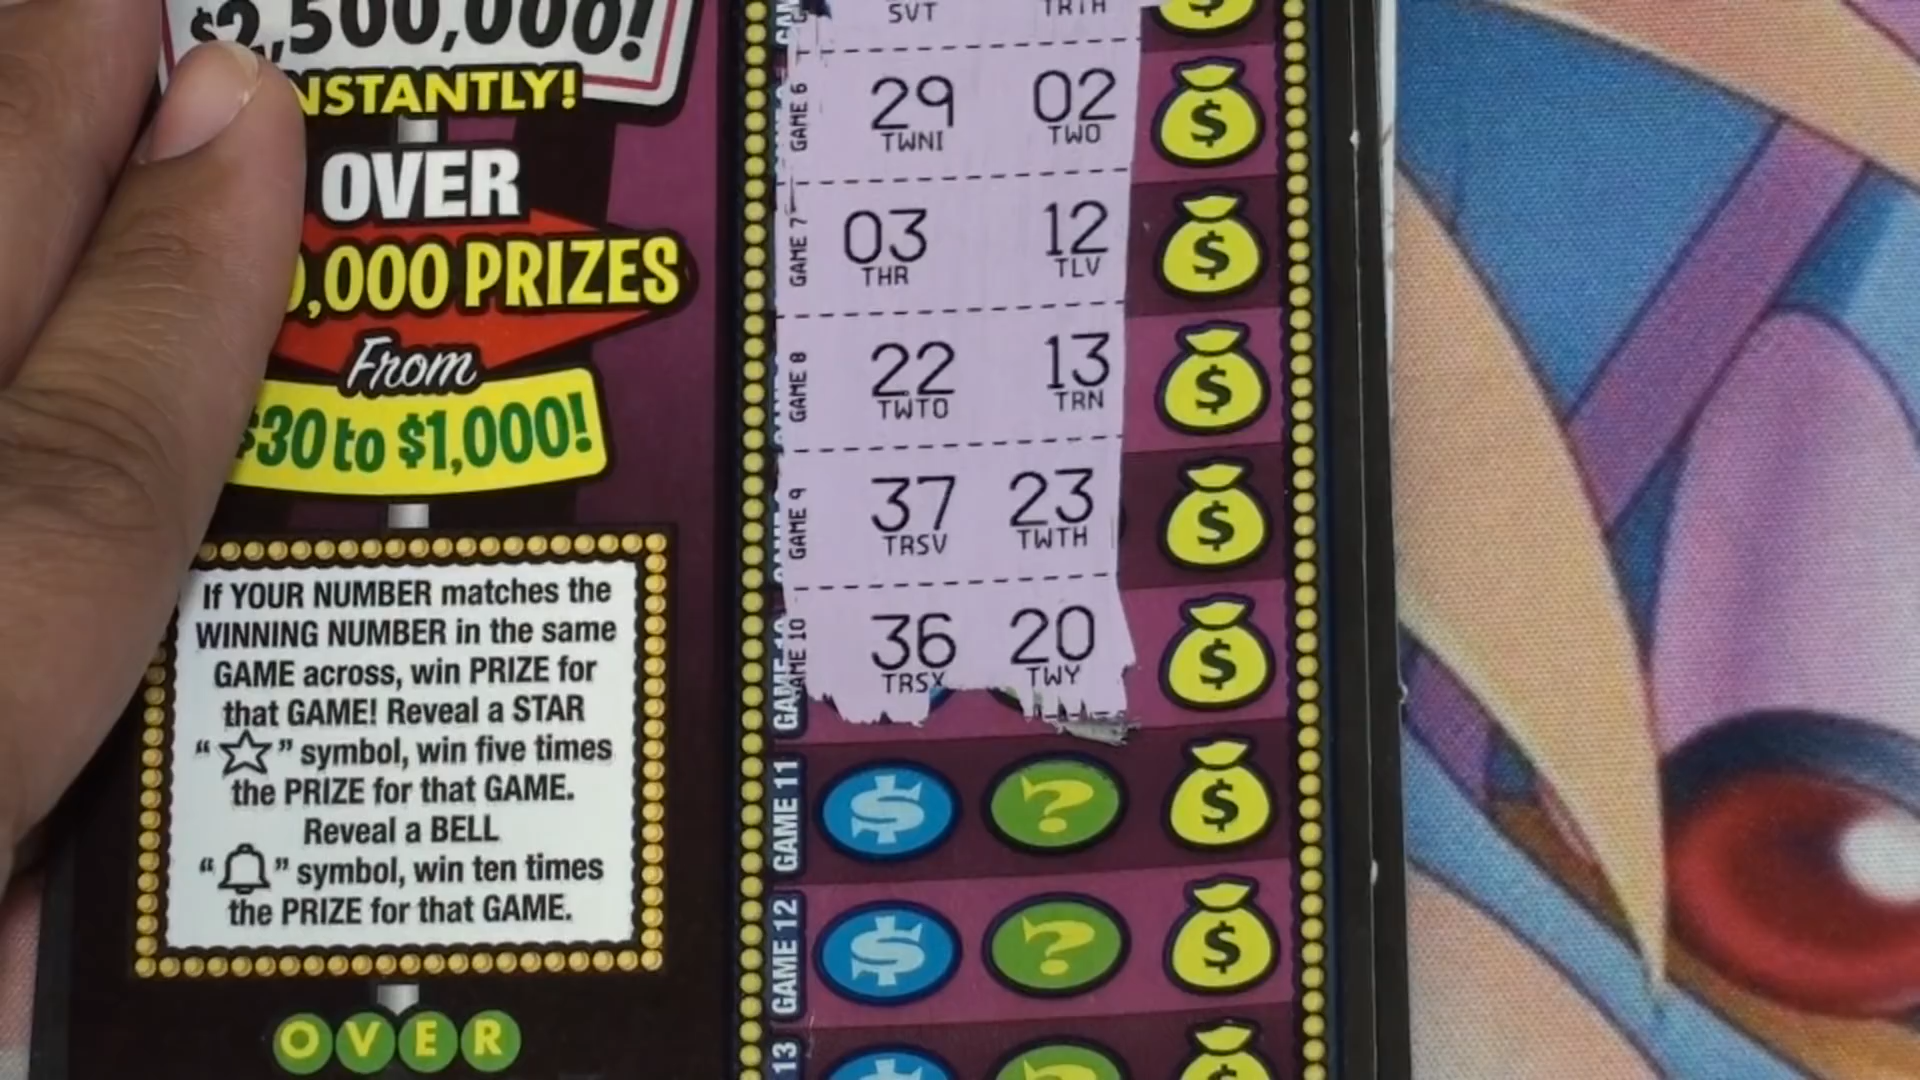 $2,500,000!
INSTANTLY!
OVER
0,000 PRIZES
From
$30 to $1,000!
If YOUR NUMBER matches the
WINNING NUMBER in the same
GAME across, win PRIZE for
that GAME! Reveal a STAR
“☆” symbol, win five times
the PRIZE for that GAME.
Reveal a BELL
“🔔” symbol, win ten times
the PRIZE for that GAME.
OVER
SVT TRTH
GAME 6 29 02 $
TWNI TWO
GAME 7 03 12 $
THR TLV
GAME 8 22 13 $
TWTO TRN
GAME 9 37 23 $
TRSV TWTH
GAME 10 36 20 $
TRSX TWY
GAME 11 $ ? $
GAME 12 $ ? $
13